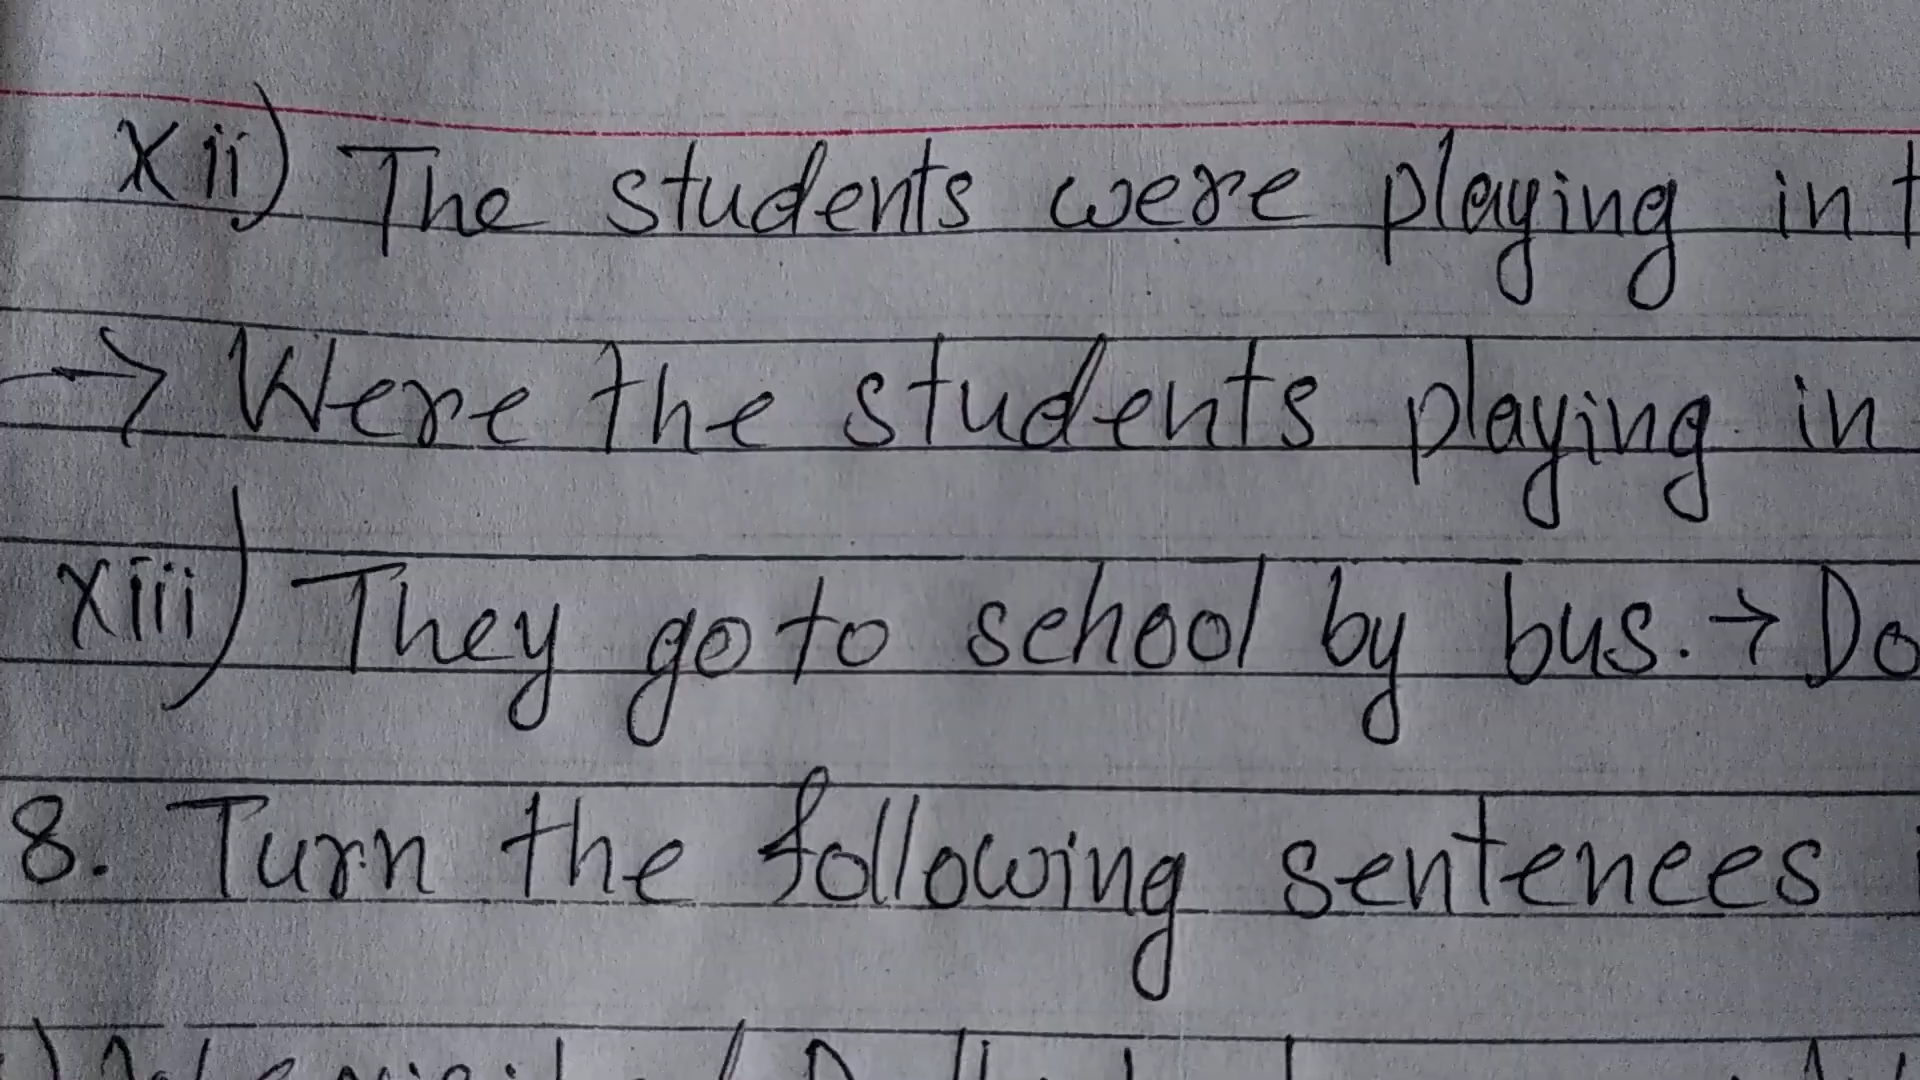 xii) The students were playing in t
→ Were the students playing in
xiii) They go to school by bus. → Do
8. Turn the following sentences